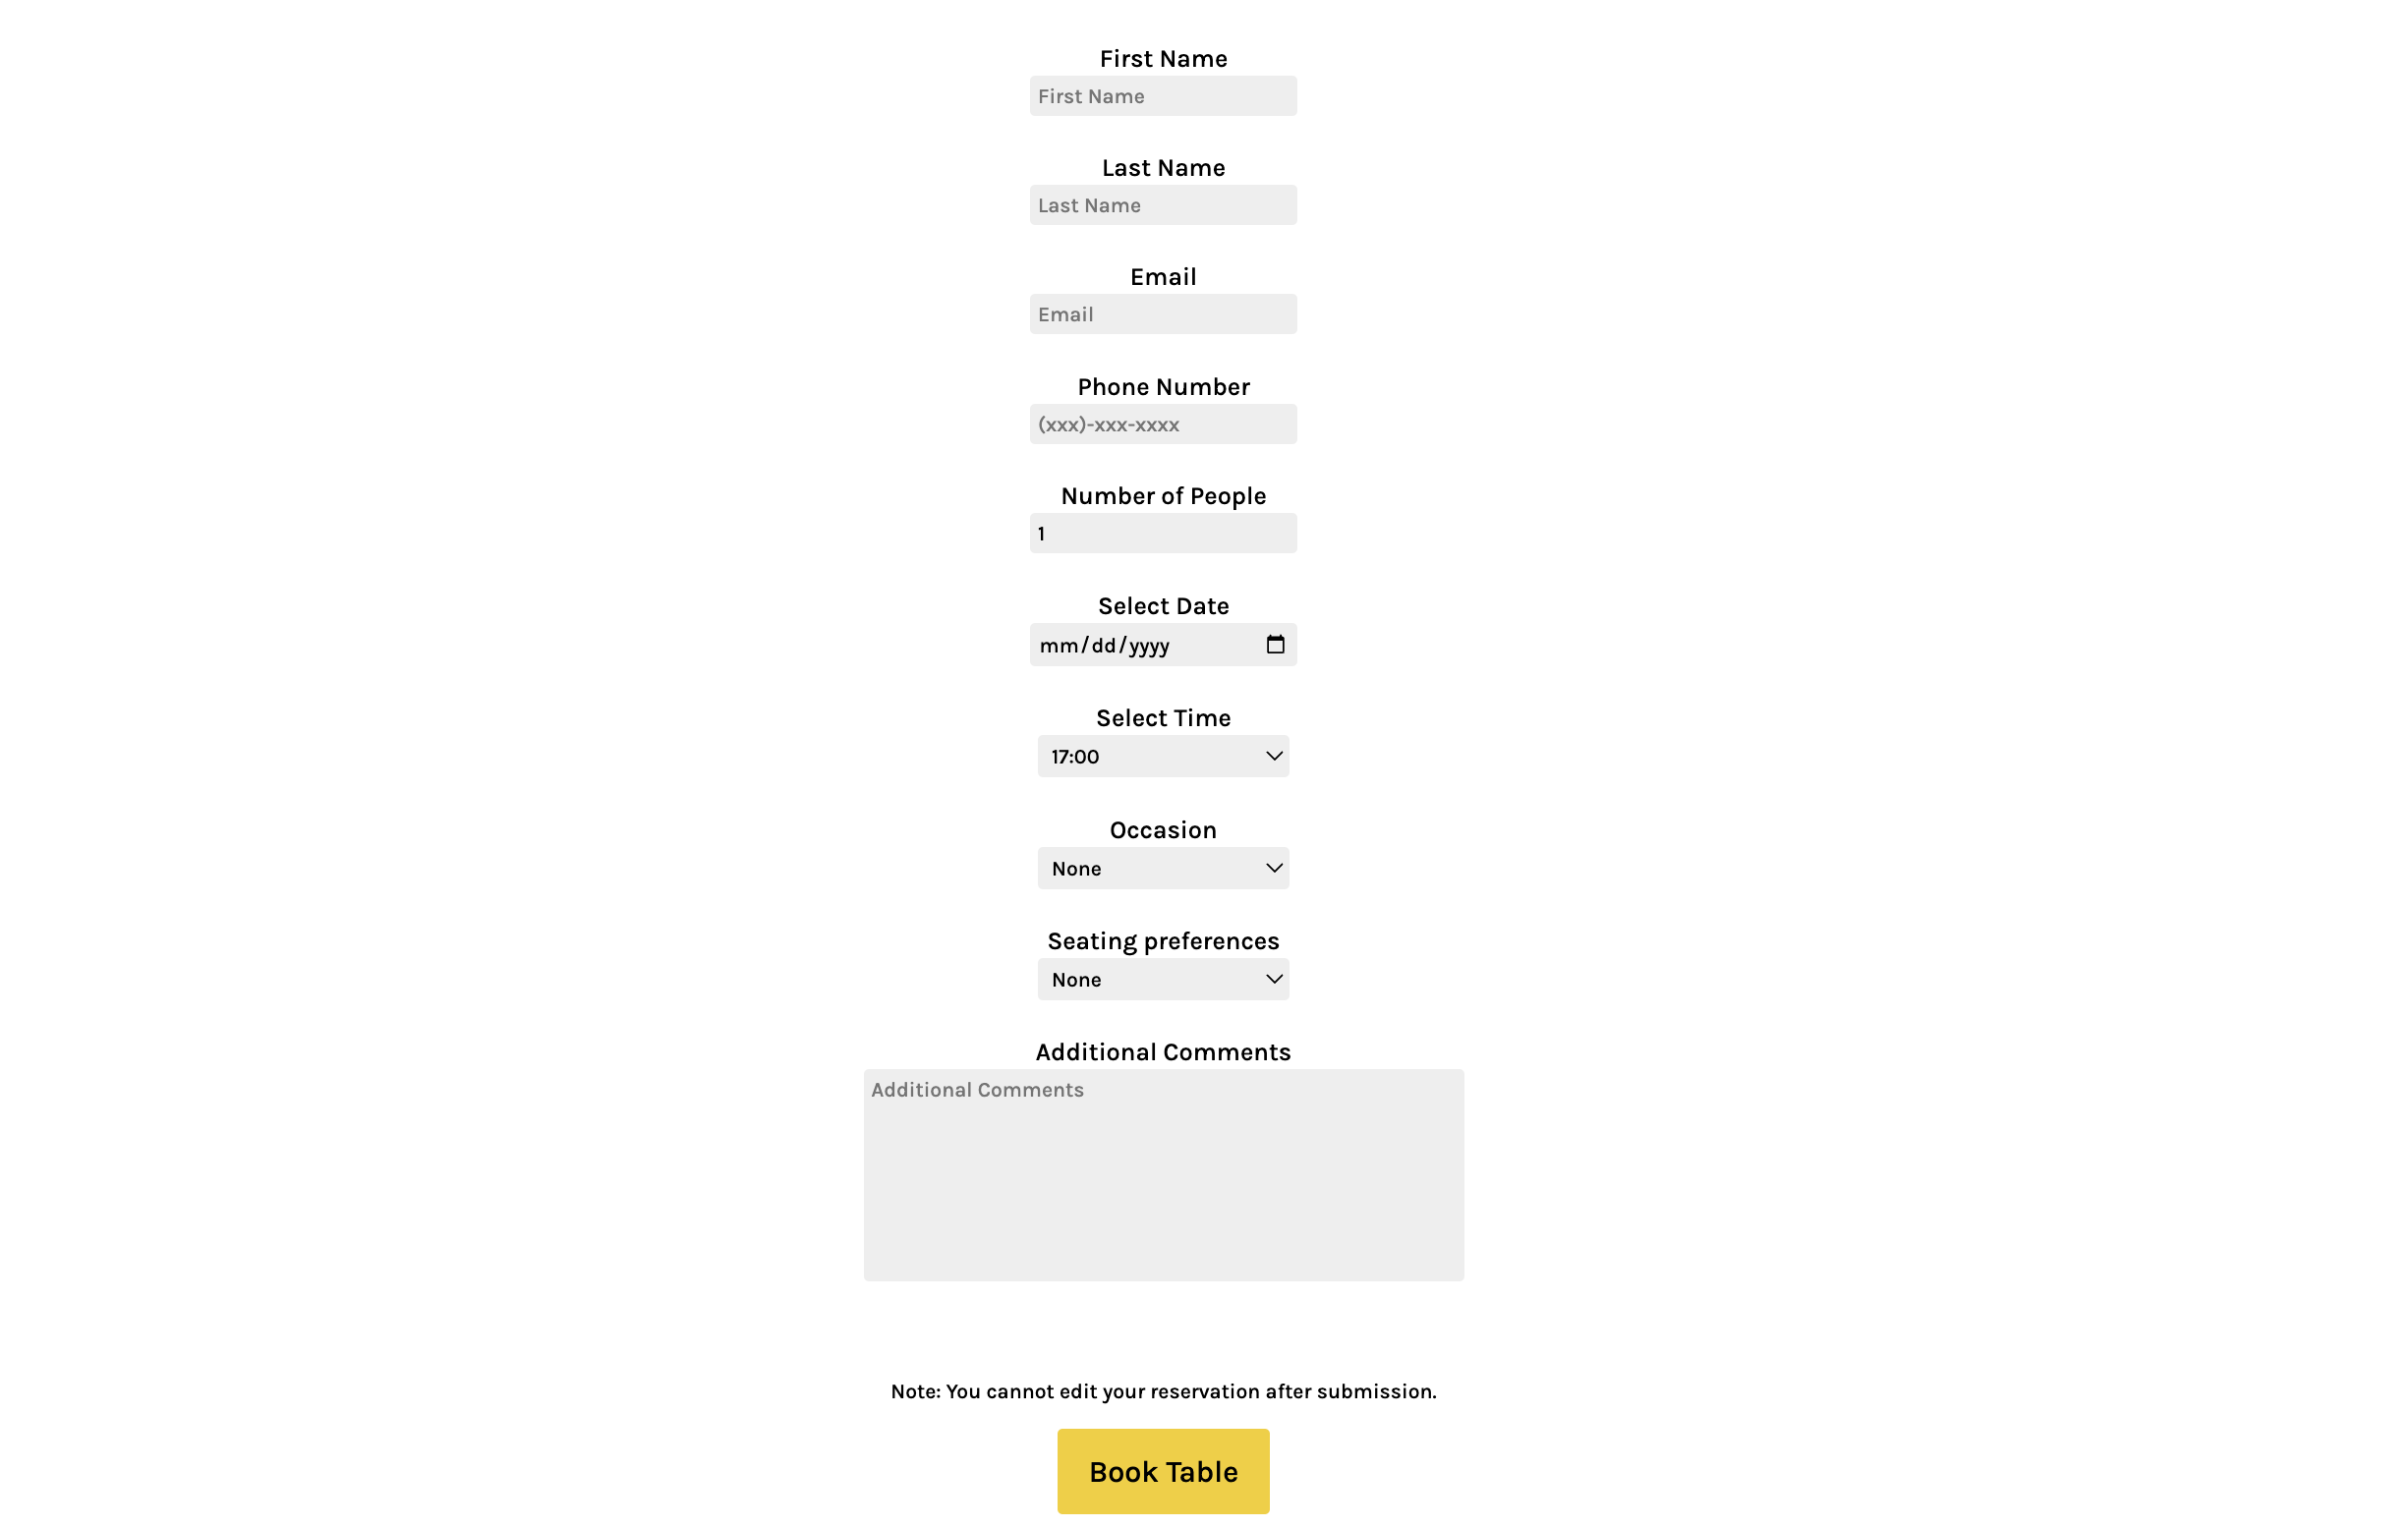 First Name
First Name
Last Name
Last Name
Email
Email
Phone Number
(xxx)-xxx-xxxx
Number of People
1
Select Date
mm/dd/yyyy
Select Time
17:00
Occasion
None
Seating preferences
None
Additional Comments
Additional Comments
Note: You cannot edit your reservation after submission.
Book Table